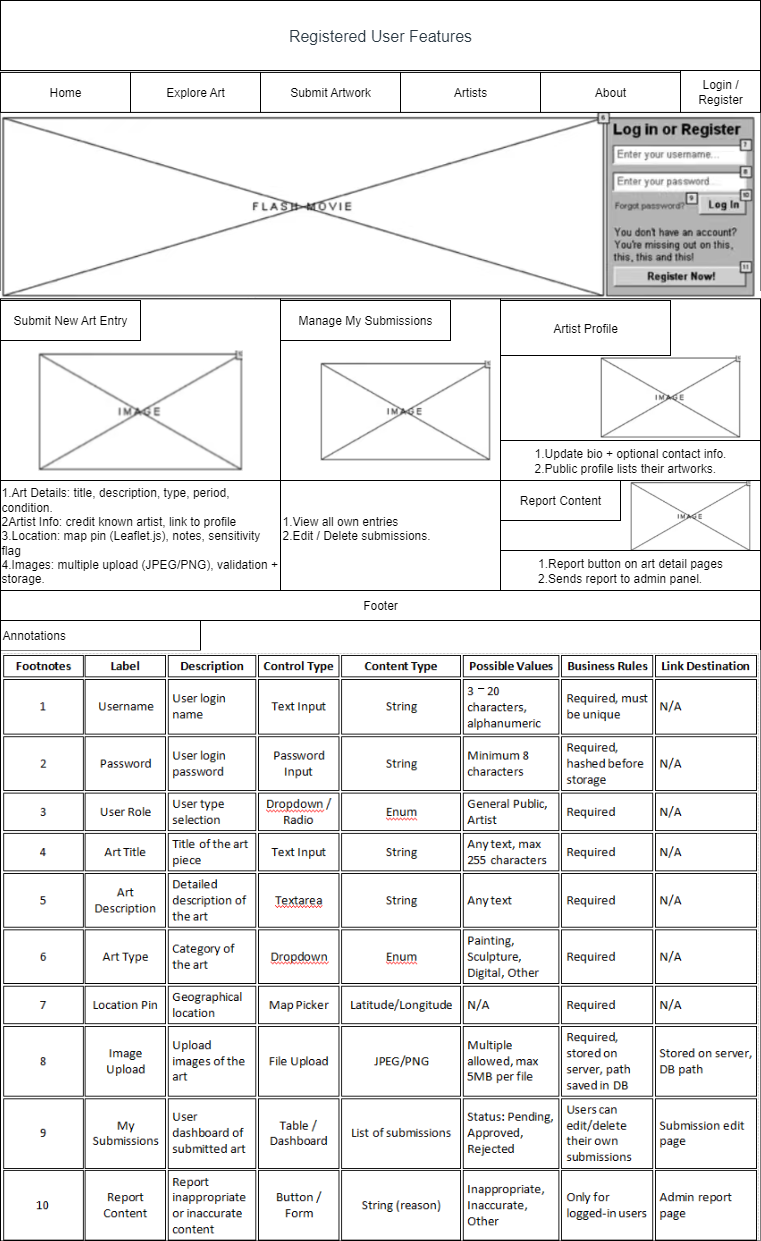 Registered User Features
Home
Explore Art
Submit Artwork
Artists
About
Login /
Register
FLASH MOVIE
6
Log in or Register
7
Enter your username...
8
Enter your password...
9
10
Forgot password?
Log In
You don't have an account?
You're missing out on this,
this, this and this!
11
Register Now!
Submit New Art Entry
IMAGE
Manage My Submissions
IMAGE
Artist Profile
IMAGE
1.Update bio + optional contact info.
2.Public profile lists their artworks.
1.Art Details: title, description, type, period,
condition.
2Artist Info: credit known artist, link to profile
3.Location: map pin (Leaflet.js), notes, sensitivity
flag
4.Images: multiple upload (JPEG/PNG), validation +
storage.
1.View all own entries
2.Edit / Delete submissions.
Report Content
IMAGE
1.Report button on art detail pages
2.Sends report to admin panel.
Footer
Annotations
Footnotes Label Description Control Type Content Type Possible Values Business Rules Link Destination
1
Username
User login
name
Text Input
String
3 – 20
characters,
alphanumeric
Required, must
be unique
N/A
2
Password
User login
password
Password
Input
String
Minimum 8
characters
Required,
hashed before
storage
N/A
3
User Role
User type
selection
Dropdown /
Radio
Enum
General Public,
Artist
Required
N/A
4
Art Title
Title of the art
piece
Text Input
String
Any text, max
255 characters
Required
N/A
5
Art
Description
Detailed
description of
the art
Textarea
String
Any text
Required
N/A
6
Art Type
Category of
the art
Dropdown
Enum
Painting,
Sculpture,
Digital, Other
Required
N/A
7
Location Pin
Geographical
location
Map Picker
Latitude/Longitude
N/A
Required
N/A
8
Image
Upload
Upload
images of the
art
File Upload
JPEG/PNG
Multiple
allowed, max
5MB per file
Required,
stored on
server, path
saved in DB
Stored on server,
DB path
9
My
Submissions
User
dashboard of
submitted art
Table /
Dashboard
List of submissions
Status: Pending,
Approved,
Rejected
Users can
edit/delete
their own
submissions
Submission edit
page
10
Report
Content
Report
inappropriate
or inaccurate
content
Button /
Form
String (reason)
Inappropriate,
Inaccurate,
Other
Only for
logged-in users
Admin report
page